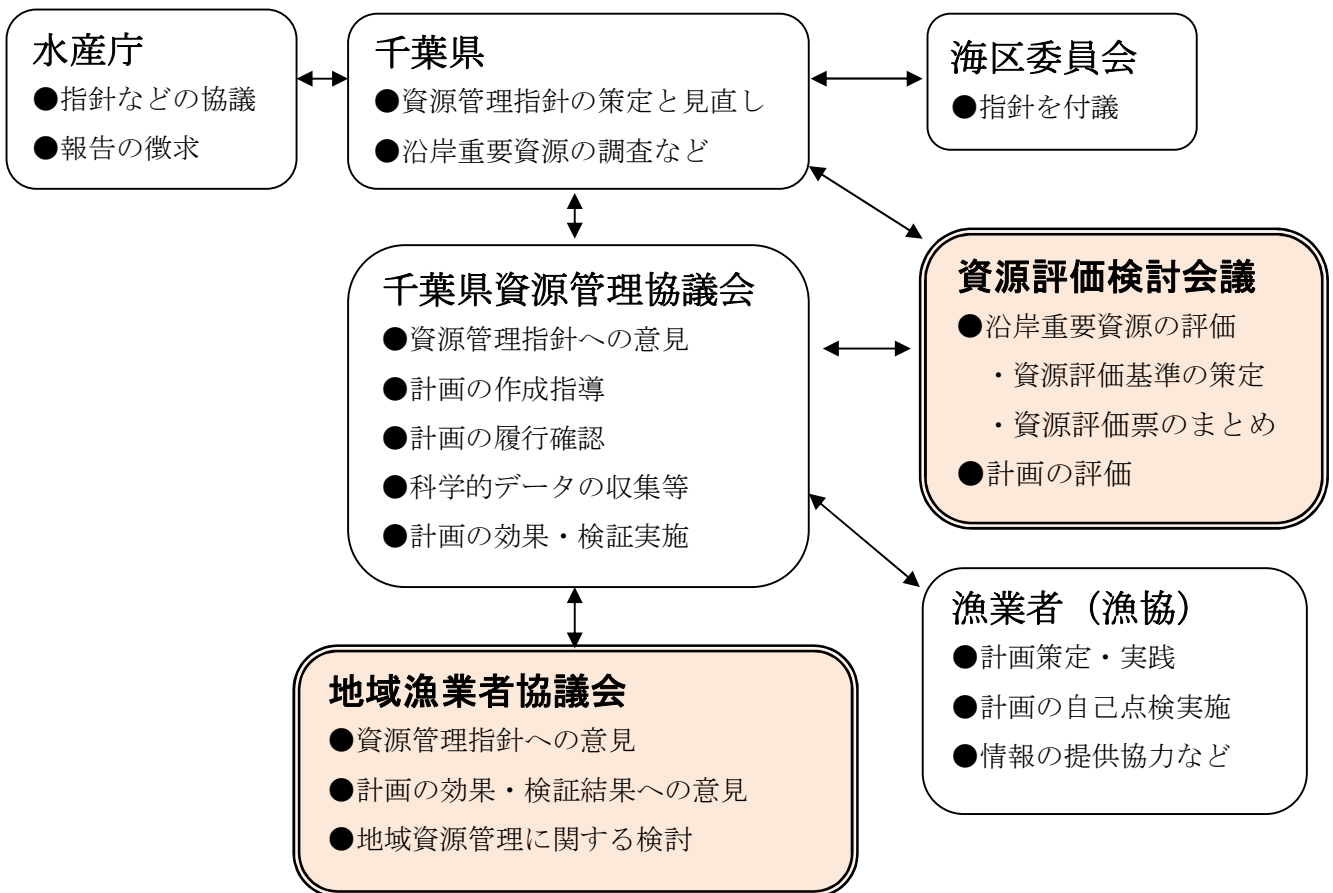 水産庁
●指針などの協議
●報告の徴求
千葉県
●資源管理指針の策定と見直し
●沿岸重要資源の調査など
海区委員会
●指針を付議
千葉県資源管理協議会
●資源管理指針への意見
●計画の作成指導
●計画の履行確認
●科学的データの収集等
●計画の効果・検証実施
資源評価検討会議
●沿岸重要資源の評価
・資源評価基準の策定
・資源評価票のまとめ
●計画の評価
漁業者（漁協）
●計画策定・実践
●計画の自己点検実施
●情報の提供協力など
地域漁業者協議会
●資源管理指針への意見
●計画の効果・検証結果への意見
●地域資源管理に関する検討